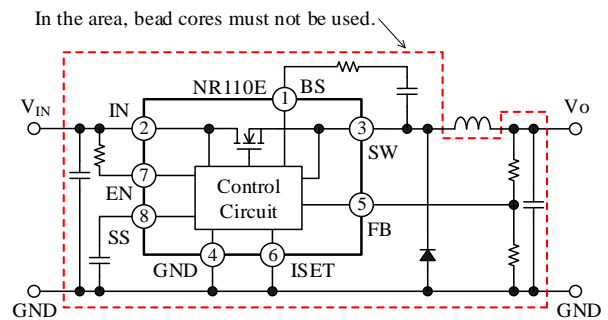 In the area, bead cores must not be used.
NR110E
BS
1
VIN
IN
2
3
SW
VO
EN
7
Control
Circuit
5
FB
SS
8
4
GND
6
ISET
GND
GND